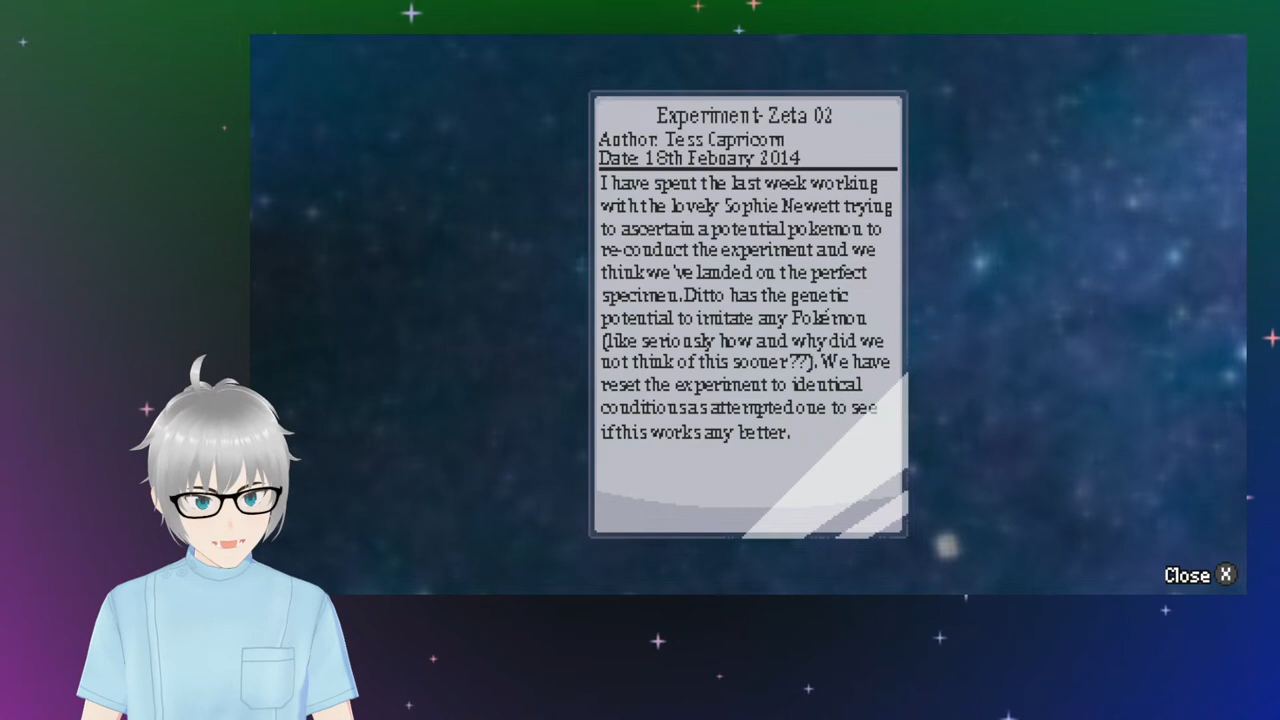 Experiment- Zeta 02
Author: Tess Capricorn
Date: 18th Febuary 2014
I have spent the last week working
with the lovely Sophie Newett trying
to ascertain a potential pokemon to
re-conduct the experiment and we
think we 've landed on the perfect
specimen.Ditto has the genetic
potential to imitate any Pokémon
(like seriously how and why did we
not think of this sooner??). We have
reset the experiment to identical
conditions as attempted one to see
if this works any better.
Close X